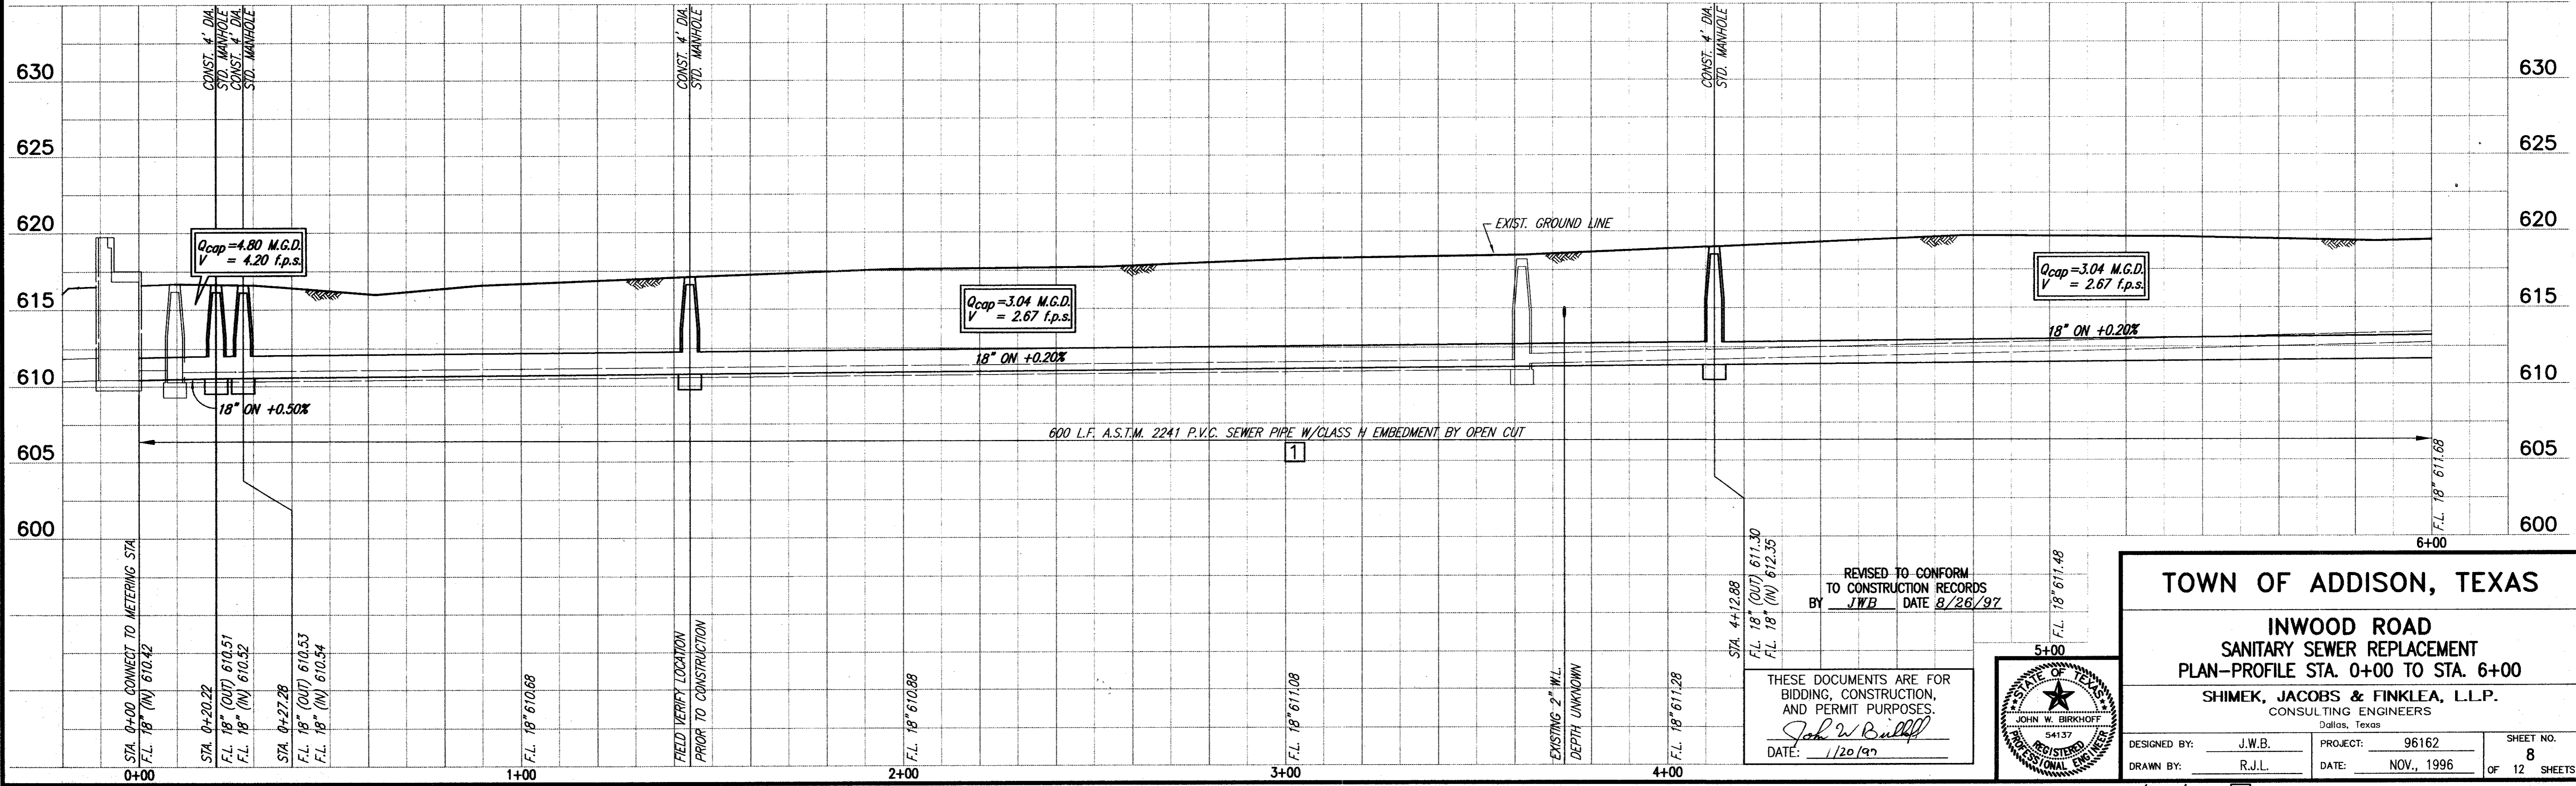 CONST. 4' DIA.
STD. MANHOLE
CONST. 4' DIA.
STD. MANHOLE
CONST. 4' DIA.
STD. MANHOLE
CONST. 4' DIA.
STD. MANHOLE
630
630
625
625
620
620
615
615
610
610
605
605
600
600
Qcap=4.80 M.G.D.
V = 4.20 f.p.s.
EXIST. GROUND LINE
Qcap=3.04 M.G.D.
V = 2.67 f.p.s.
Qcap=3.04 M.G.D.
V = 2.67 f.p.s.
18" ON +0.50%
18" ON +0.20%
18" ON +0.20%
600 L.F. A.S.T.M. 2241 P.V.C. SEWER PIPE W/CLASS H EMBEDMENT BY OPEN CUT
1
STA. 0+00 CONNECT TO METERING STA.
F.L. 18" (IN) 610.42
STA. 0+20.22
F.L. 18" (OUT) 610.51
F.L. 18" (IN) 610.52
STA. 0+27.28
F.L. 18" (OUT) 610.53
F.L. 18" (IN) 610.54
F.L. 18" 610.68
FIELD VERIFY LOCATION
PRIOR TO CONSTRUCTION
F.L. 18" 610.88
F.L. 18" 611.08
EXISTING 2" W.L.
DEPTH UNKNOWN
F.L. 18" 611.28
STA. 4+12.88
F.L. 18" (OUT) 611.30
F.L. 18" (IN) 612.35
F.L. 18" 611.48
F.L. 18" 611.68
0+00
1+00
2+00
3+00
4+00
5+00
6+00
REVISED TO CONFORM
TO CONSTRUCTION RECORDS
BY JWB DATE 8/26/97
THESE DOCUMENTS ARE FOR
BIDDING, CONSTRUCTION,
AND PERMIT PURPOSES.
John W Birkhoff
DATE: 1/20/97
STATE OF TEXAS
JOHN W. BIRKHOFF
54137
REGISTERED
PROFESSIONAL ENGINEER
TOWN OF ADDISON, TEXAS
INWOOD ROAD
SANITARY SEWER REPLACEMENT
PLAN-PROFILE STA. 0+00 TO STA. 6+00
SHIMEK, JACOBS & FINKLEA, L.L.P.
CONSULTING ENGINEERS
Dallas, Texas
DESIGNED BY: J.W.B.
PROJECT: 96162
SHEET NO.
8
DRAWN BY: R.J.L.
DATE: NOV., 1996
OF 12 SHEETS